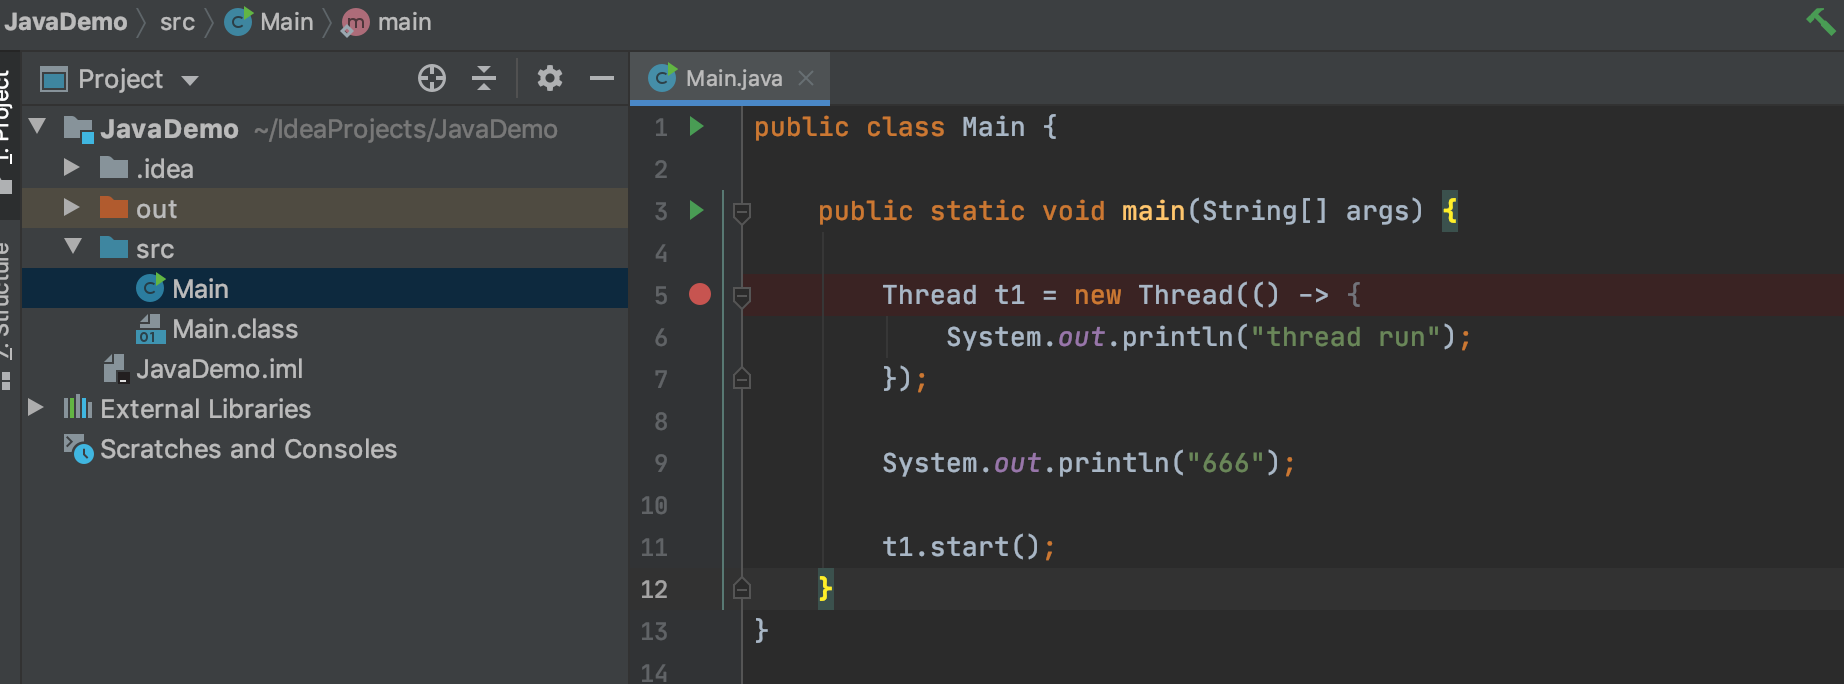 JavaDemo src Main main
1: Project
Project
Main.java
JavaDemo ~/IdeaProjects/JavaDemo
.idea
out
src
Main
Main.class
JavaDemo.iml
External Libraries
Scratches and Consoles
Z: Structure
1 public class Main {
2
3 public static void main(String[] args) {
4
5 Thread t1 = new Thread(() -> {
6 System.out.println("thread run");
7 });
8
9 System.out.println("666");
10
11 t1.start();
12 }
13 }
14